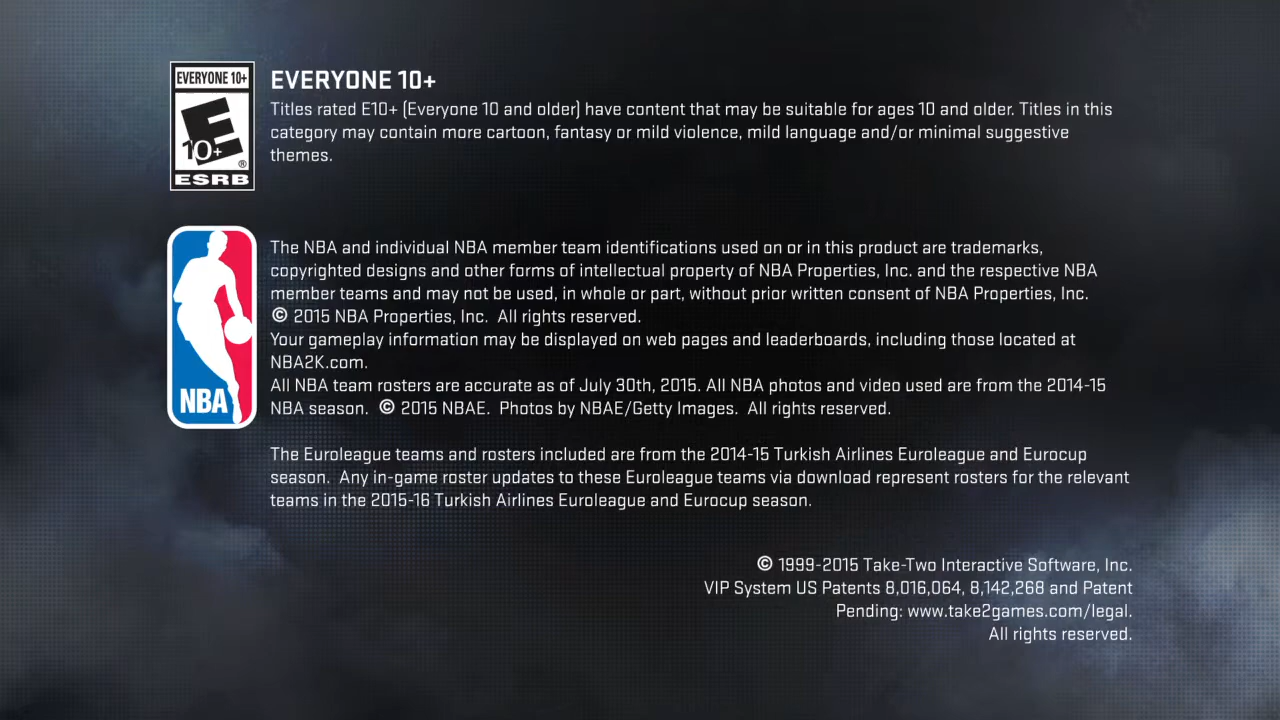 EVERYONE 10+
EVERYONE 10+
Titles rated E10+ (Everyone 10 and older) have content that may be suitable for ages 10 and older. Titles in this
category may contain more cartoon, fantasy or mild violence, mild language and/or minimal suggestive
themes.
E
10+
®
ESRB
The NBA and individual NBA member team identifications used on or in this product are trademarks,
copyrighted designs and other forms of intellectual property of NBA Properties, Inc. and the respective NBA
member teams and may not be used, in whole or part, without prior written consent of NBA Properties, Inc.
© 2015 NBA Properties, Inc. All rights reserved.
Your gameplay information may be displayed on web pages and leaderboards, including those located at
NBA2K.com.
All NBA team rosters are accurate as of July 30th, 2015. All NBA photos and video used are from the 2014-15
NBA season. © 2015 NBAE. Photos by NBAE/Getty Images. All rights reserved.
NBA
The Euroleague teams and rosters included are from the 2014-15 Turkish Airlines Euroleague and Eurocup
season. Any in-game roster updates to these Euroleague teams via download represent rosters for the relevant
teams in the 2015-16 Turkish Airlines Euroleague and Eurocup season.
© 1999-2015 Take-Two Interactive Software, Inc.
VIP System US Patents 8,016,064, 8,142,268 and Patent
Pending: www.take2games.com/legal.
All rights reserved.